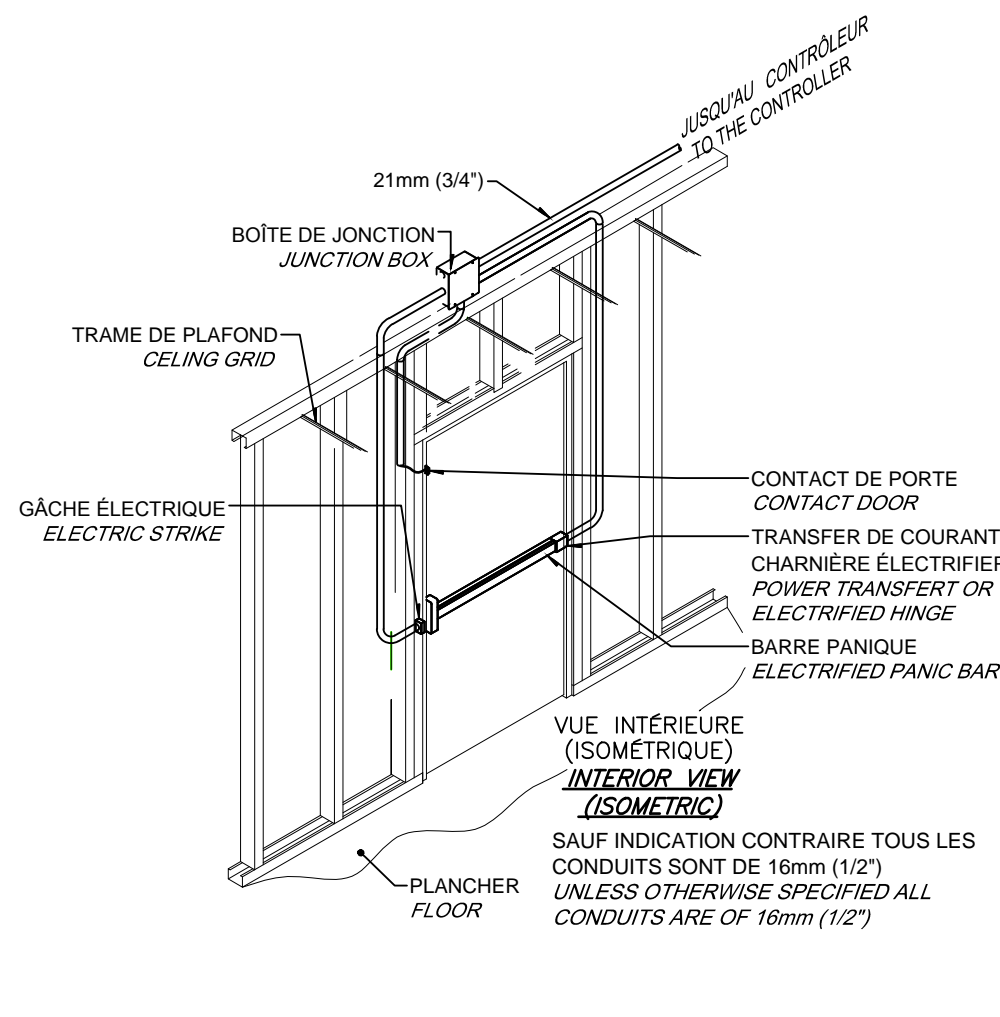 JUSQU'AU CONTRÔLEUR
TO THE CONTROLLER
21mm (3/4")
BOÎTE DE JONCTION
JUNCTION BOX
TRAME DE PLAFOND
CELING GRID
GÂCHE ÉLECTRIQUE
ELECTRIC STRIKE
CONTACT DE PORTE
CONTACT DOOR
TRANSFER DE COURANT
CHARNIÈRE ÉLECTRIFIER
POWER TRANSFERT OR
ELECTRIFIED HINGE
BARRE PANIQUE
ELECTRIFIED PANIC BAR
VUE INTÉRIEURE
(ISOMÉTRIQUE)
INTERIOR VIEW
(ISOMETRIC)
SAUF INDICATION CONTRAIRE TOUS LES
CONDUITS SONT DE 16mm (1/2")
UNLESS OTHERWISE SPECIFIED ALL
CONDUITS ARE OF 16mm (1/2")
PLANCHER
FLOOR